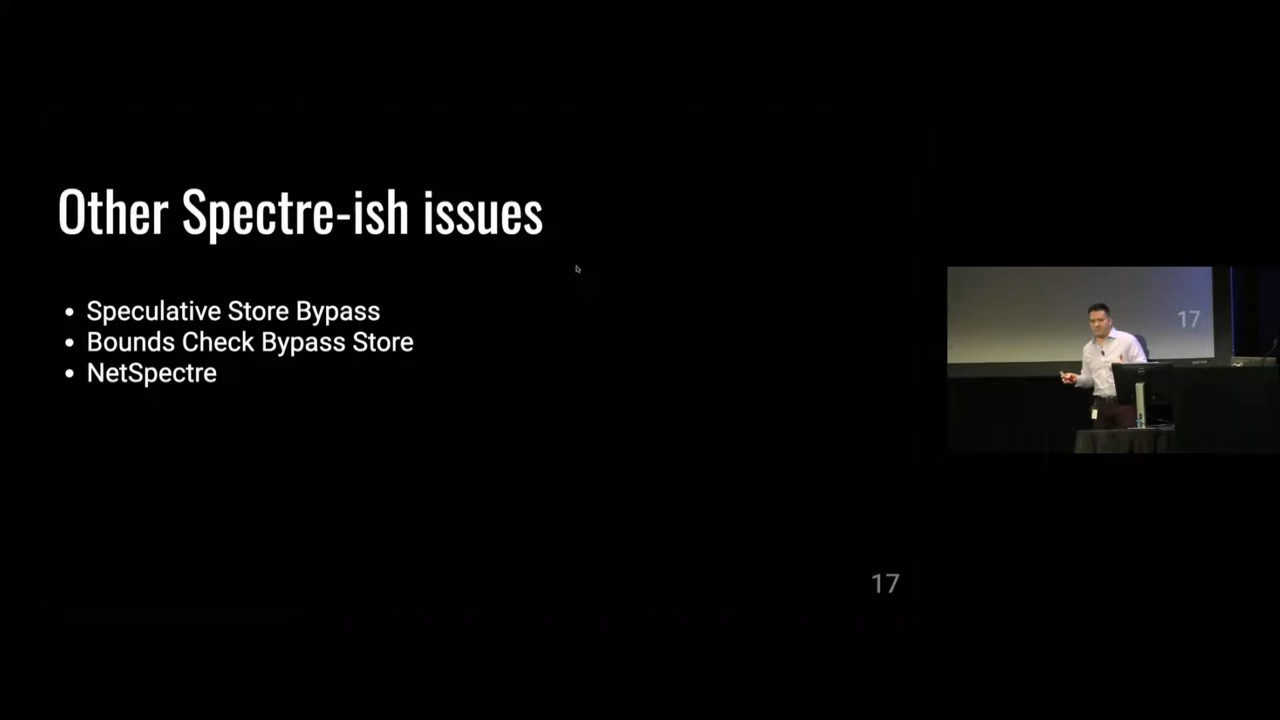 Other Spectre-ish issues
• Speculative Store Bypass
• Bounds Check Bypass Store
• NetSpectre
17
17